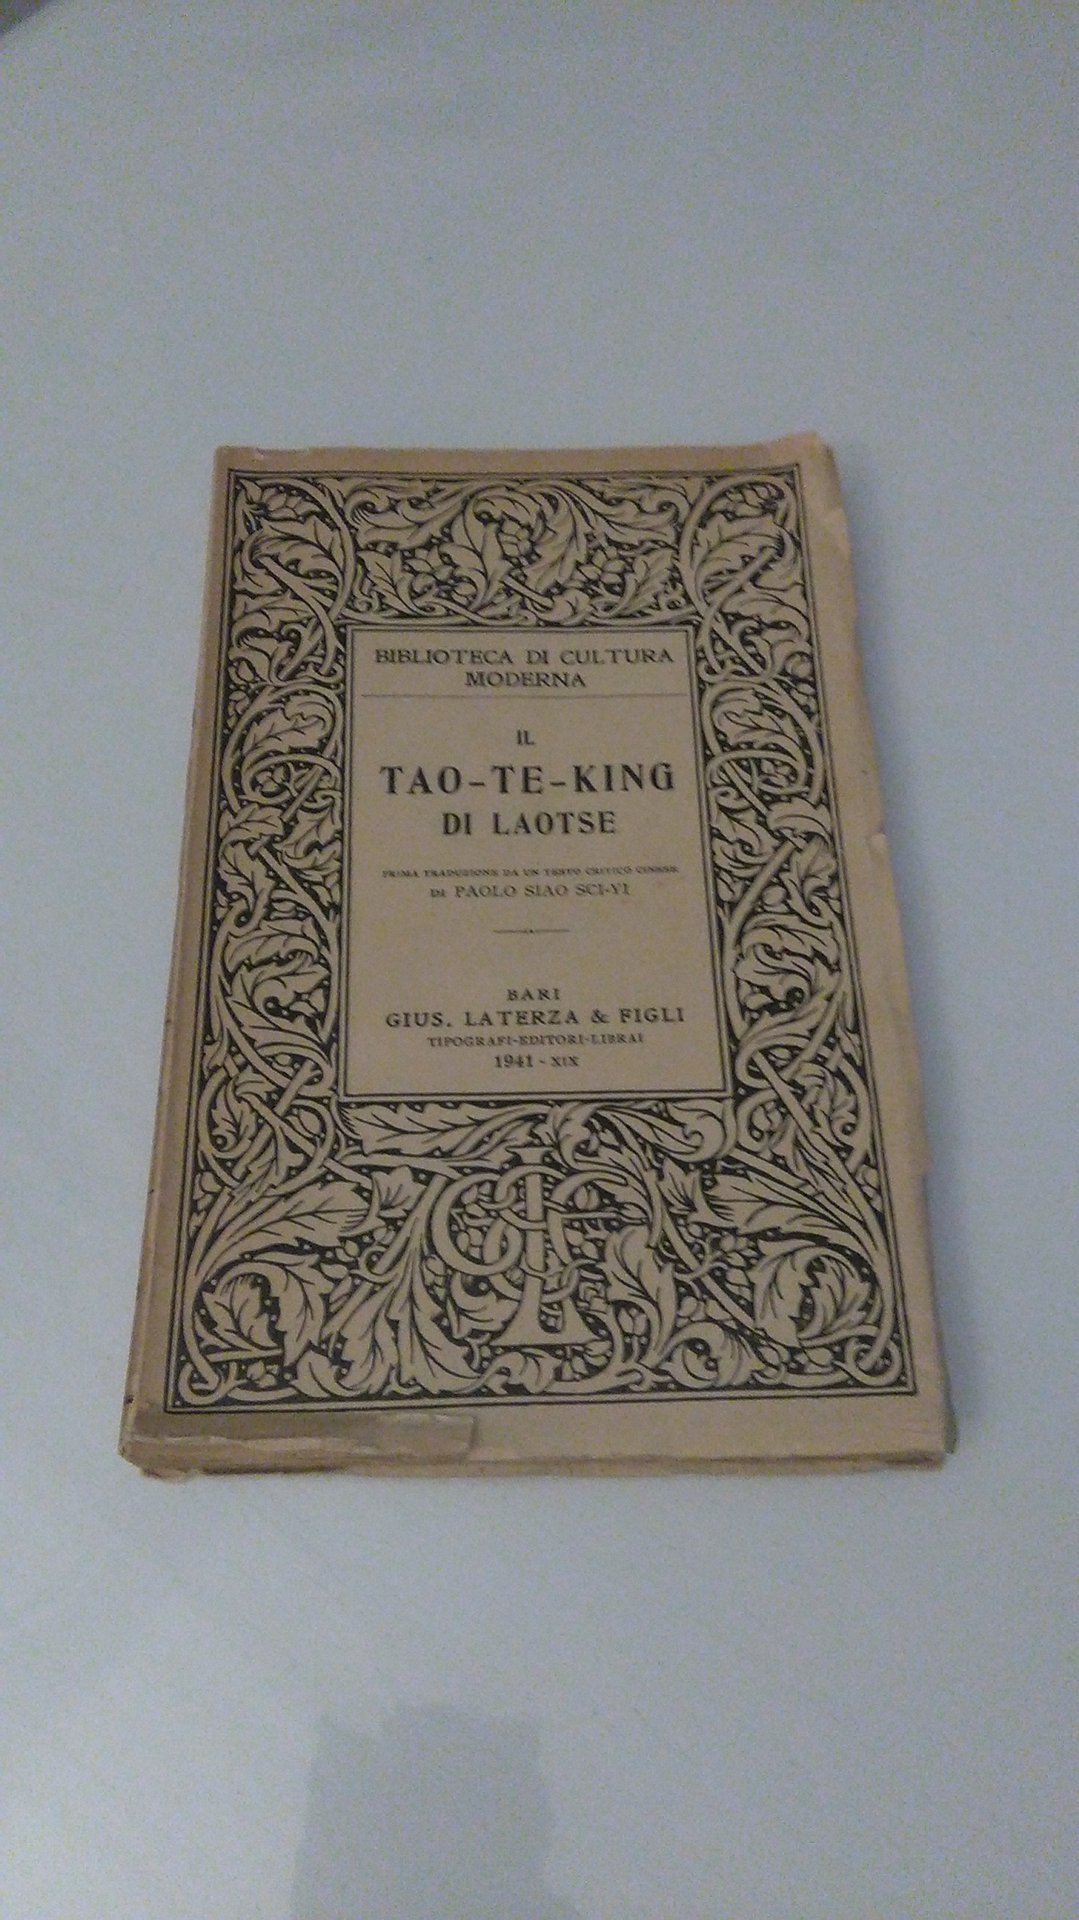 BIBLIOTECA DI CULTURA
MODERNA
IL
TAO-TE-KING
DI LAOTSE
PRIMA TRADUZIONE DA UN TESTO CRITICO CINESE
DI PAOLO SIAO SCI-YI
BARI
GIUS. LATERZA & FIGLI
TIPOGRAFI-EDITORI-LIBRAI
1941 - XIX